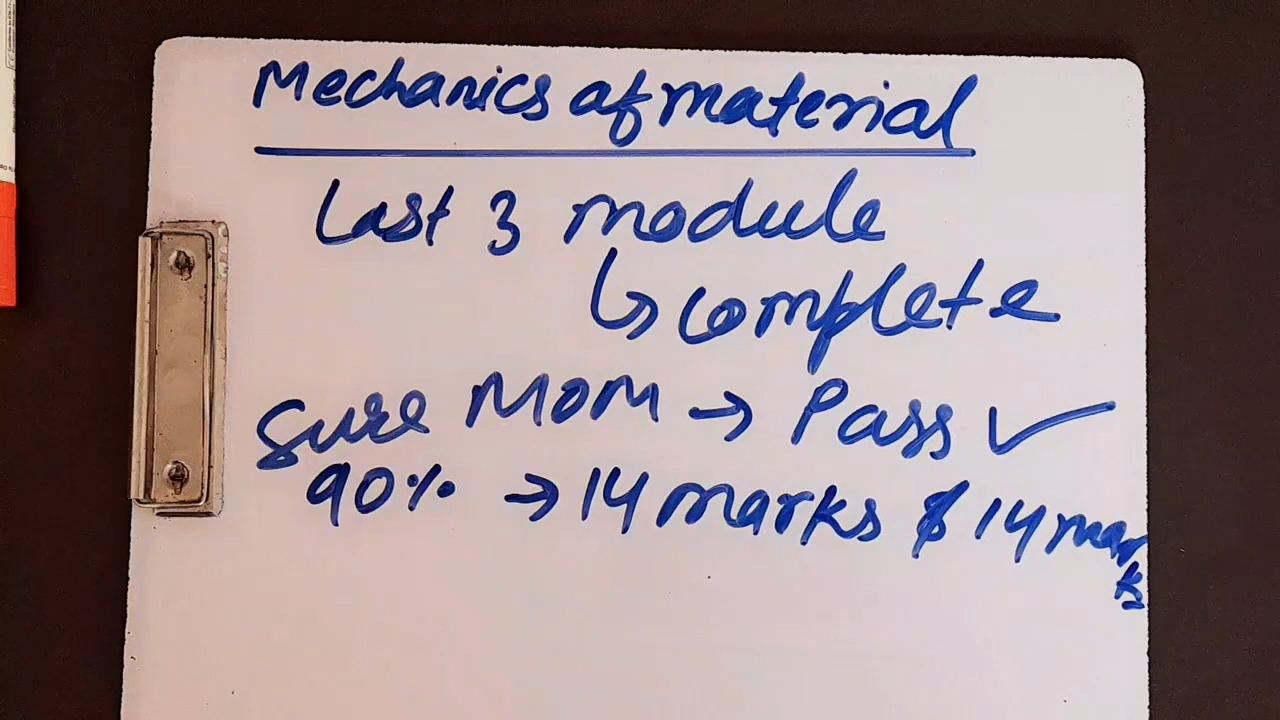 Mechanics of material
Last 3 module
↳ complete
Sure MOM → Pass ✓
90% → 14 marks & 14 marks